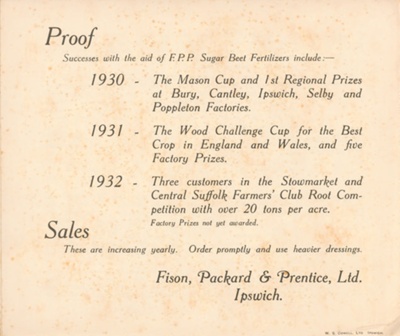 Proof
Successes with the aid of F.P.P. Sugar Beet Fertilizers include:—
1930 - The Mason Cup and 1st Regional Prizes
at Bury, Cantley, Ipswich, Selby and
Poppleton Factories.
1931 - The Wood Challenge Cup for the Best
Crop in England and Wales, and five
Factory Prizes.
1932 - Three customers in the Stowmarket and
Central Suffolk Farmers' Club Root Com-
petition with over 20 tons per acre.
Factory Prizes not yet awarded.
Sales
These are increasing yearly. Order promptly and use heavier dressings.
Fison, Packard & Prentice, Ltd.
Ipswich.
W. S. Cowell, Ltd. Ipswich